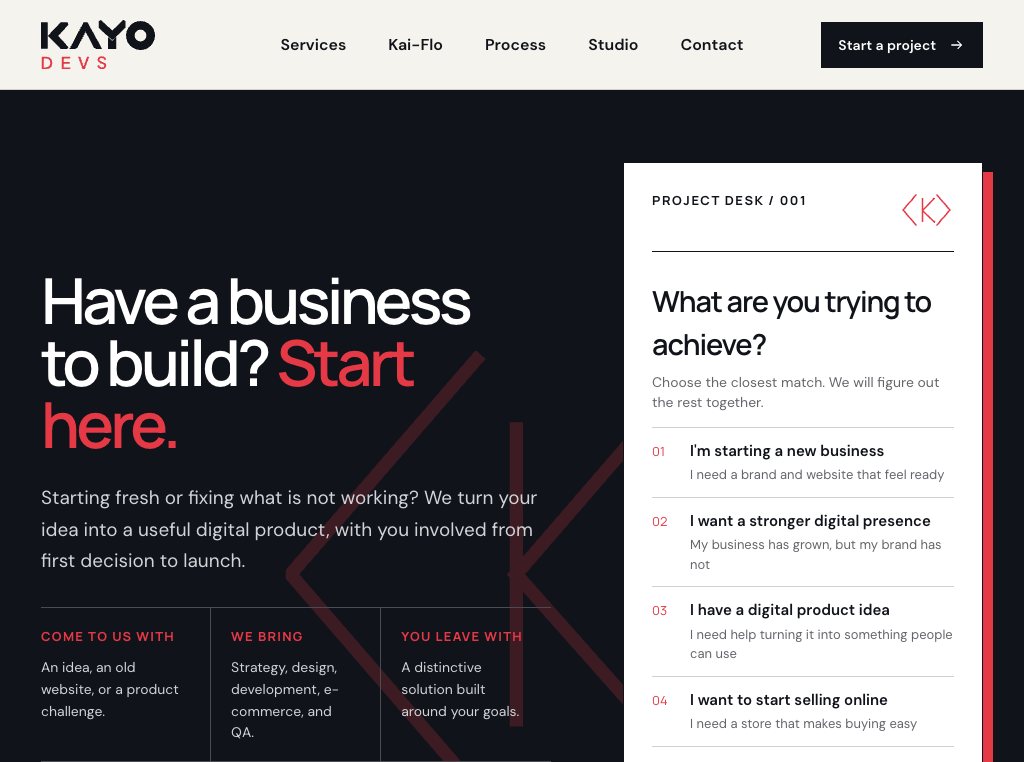 KAYO
DEVS
Services
Kai-Flo
Process
Studio
Contact
Start a project →
Have a business
to build? Start
here.
Starting fresh or fixing what is not working? We turn your
idea into a useful digital product, with you involved from
first decision to launch.
COME TO US WITH
An idea, an old
website, or a product
challenge.
WE BRING
Strategy, design,
development, e-
commerce, and
QA.
YOU LEAVE WITH
A distinctive
solution built
around your goals.
PROJECT DESK / 001
<K>
What are you trying to
achieve?
Choose the closest match. We will figure out
the rest together.
01
I'm starting a new business
I need a brand and website that feel ready
02
I want a stronger digital presence
My business has grown, but my brand has
not
03
I have a digital product idea
I need help turning it into something people
can use
04
I want to start selling online
I need a store that makes buying easy